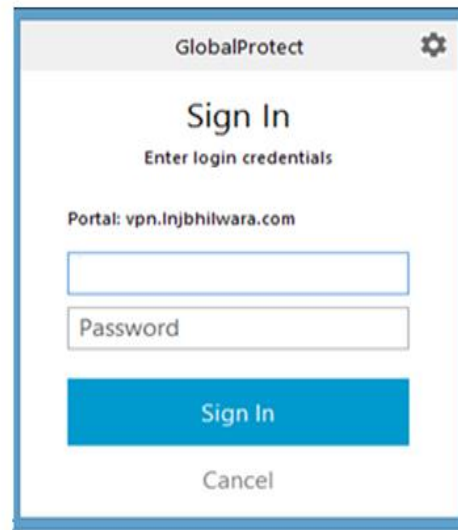 GlobalProtect
Sign In
Enter login credentials
Portal: vpn.lnjbhilwara.com
Password
Sign In
Cancel